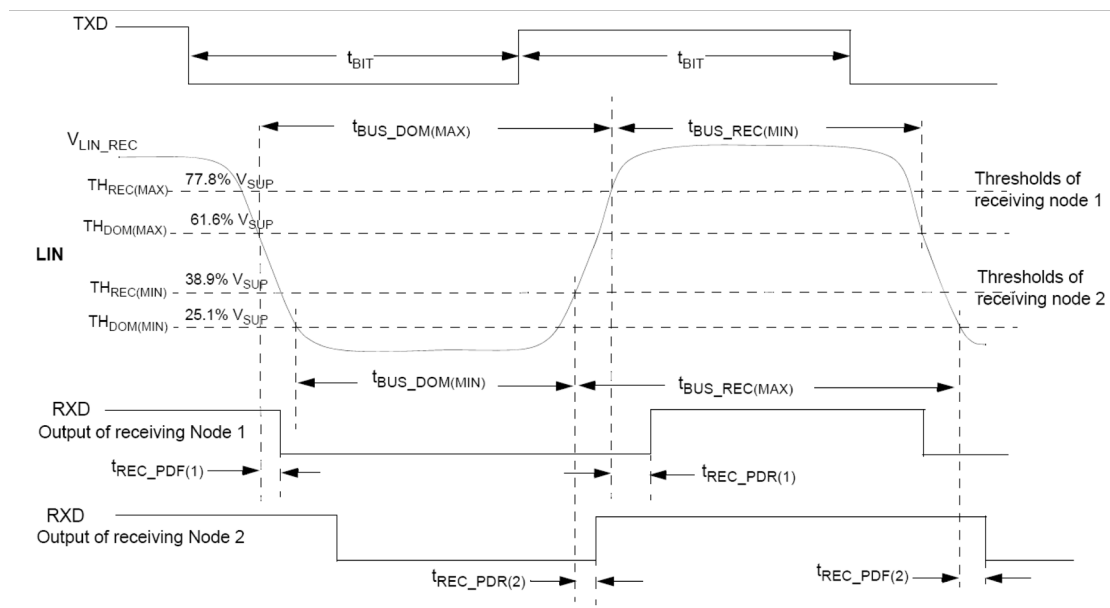 TXD
tBIT
tBIT
tBUS_DOM(MAX)
tBUS_REC(MIN)
VLIN_REC
THREC(MAX) 77.8% VSUP
Thresholds of
receiving node 1
THDOM(MAX) 61.6% VSUP
LIN
THREC(MIN) 38.9% VSUP
Thresholds of
receiving node 2
THDOM(MIN) 25.1% VSUP
tBUS_DOM(MIN)
tBUS_REC(MAX)
RXD
Output of receiving Node 1
tREC_PDF(1)
tREC_PDR(1)
RXD
Output of receiving Node 2
tREC_PDR(2)
tREC_PDF(2)